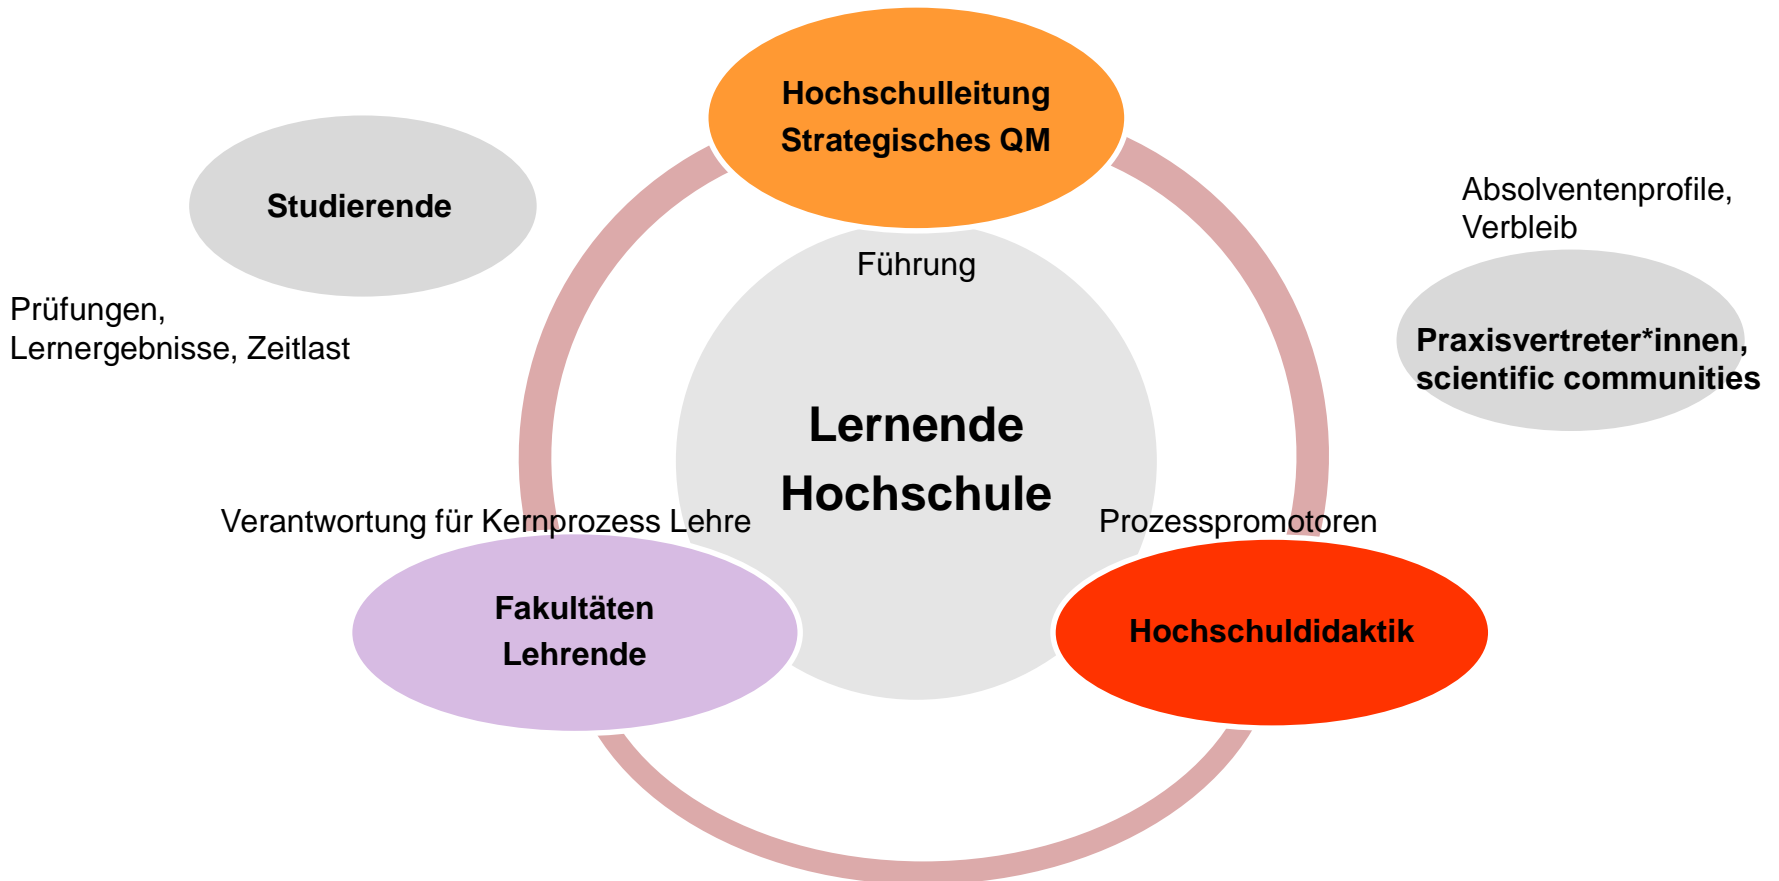 Hochschulleitung
Strategisches QM
Studierende
Absolventenprofile,
Verbleib
Führung
Prüfungen,
Lernergebnisse, Zeitlast
Praxisvertreter*innen,
scientific communities
Lernende
Hochschule
Verantwortung für Kernprozess Lehre
Prozesspromotoren
Fakultäten
Lehrende
Hochschuldidaktik